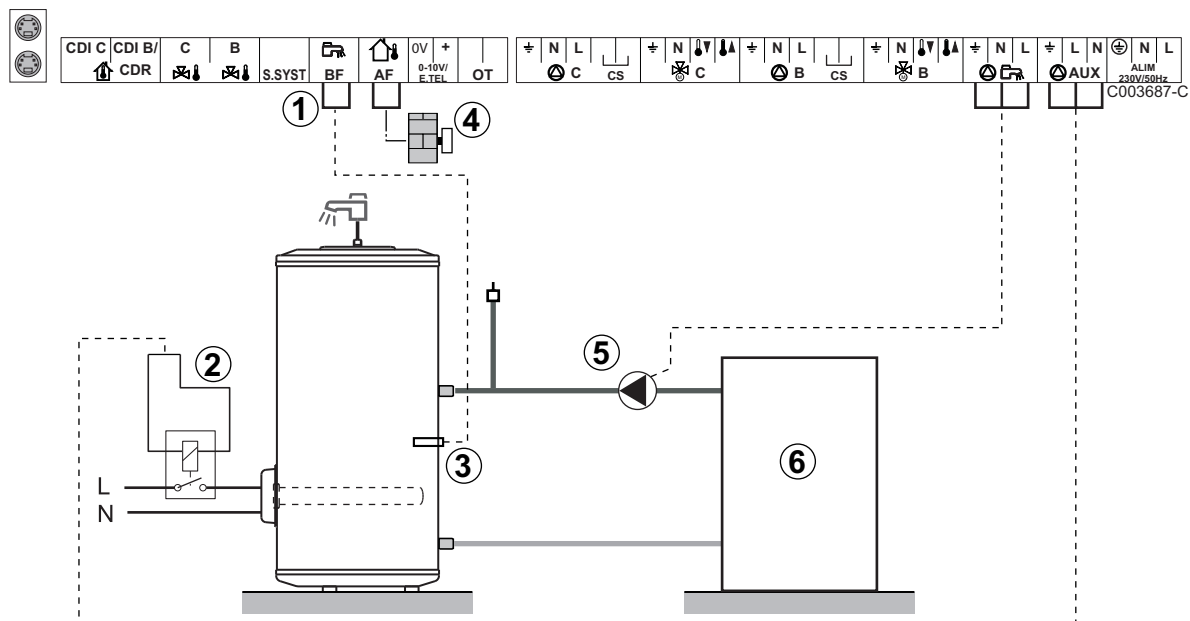 CDI C CDI B/ C B 0V + N L N N L N N L L N N L
CDR S.SYST BF AF 0-10V/ E.TEL OT C CS C B CS B AUX ALIM 230V/50Hz
M M
C003687-C
1
4
2
5
3
6
L
N